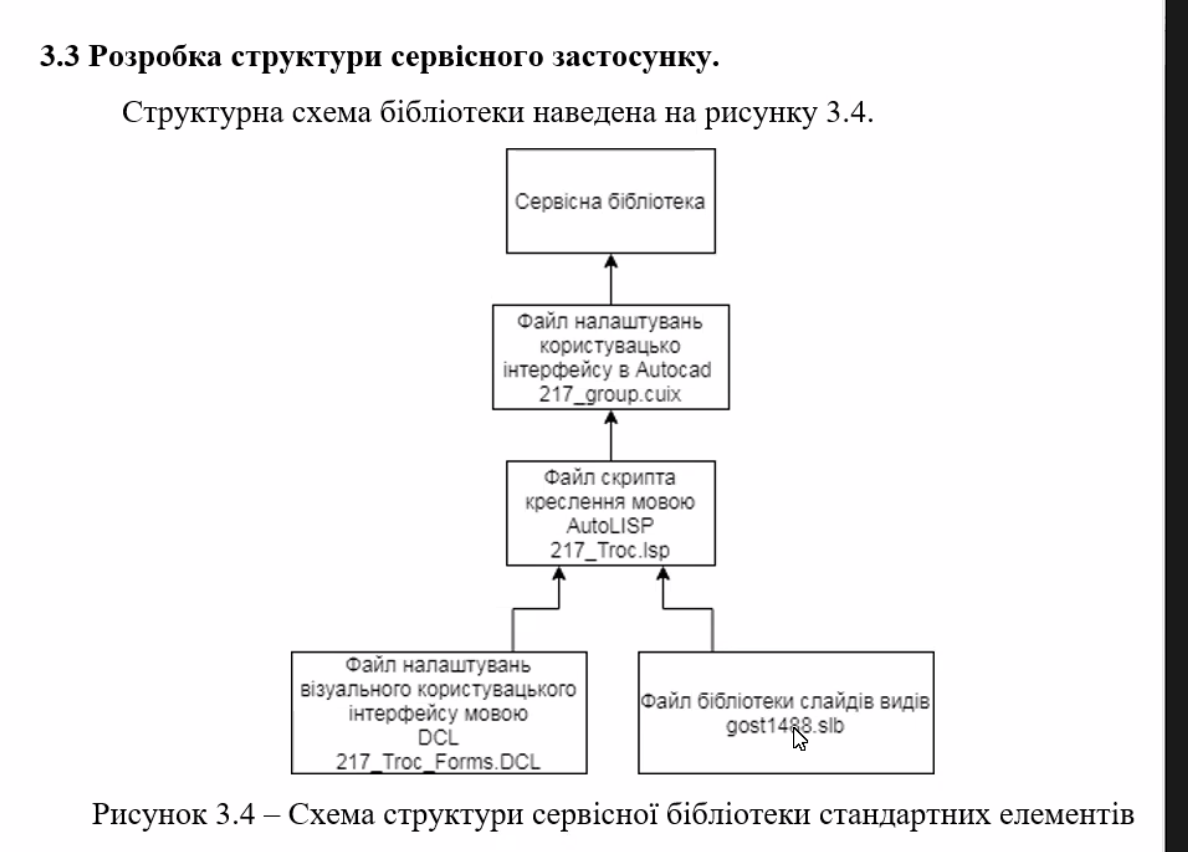 3.3 Розробка структури сервісного застосунку.
Структурна схема бібліотеки наведена на рисунку 3.4.
Сервісна бібліотека
Файл налаштувань
користувацько
інтерфейсу в Autocad
217_group.cuix
Файл скрипта
креслення мовою
AutoLISP
217_Troc.lsp
Файл налаштувань
візуального користувацького
інтерфейсу мовою
DCL
217_Troc_Forms.DCL
Файл бібліотеки слайдів видів
gost1488.slb
Рисунок 3.4 – Схема структури сервісної бібліотеки стандартних елементів